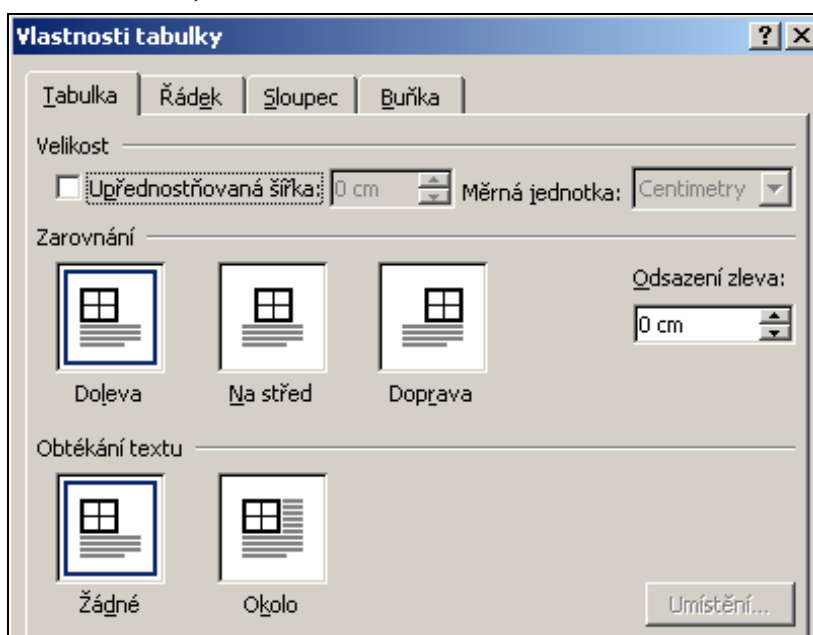 Vlastnosti tabulky
Tabulka Řádek Sloupec Buňka
Velikost
Upřednostňovaná šířka: 0 cm Měrná jednotka: Centimetry
Zarovnání
Odsazení zleva:
0 cm
Doleva Na střed Doprava
Obtékání textu
Žádné Okolo
Umístění...